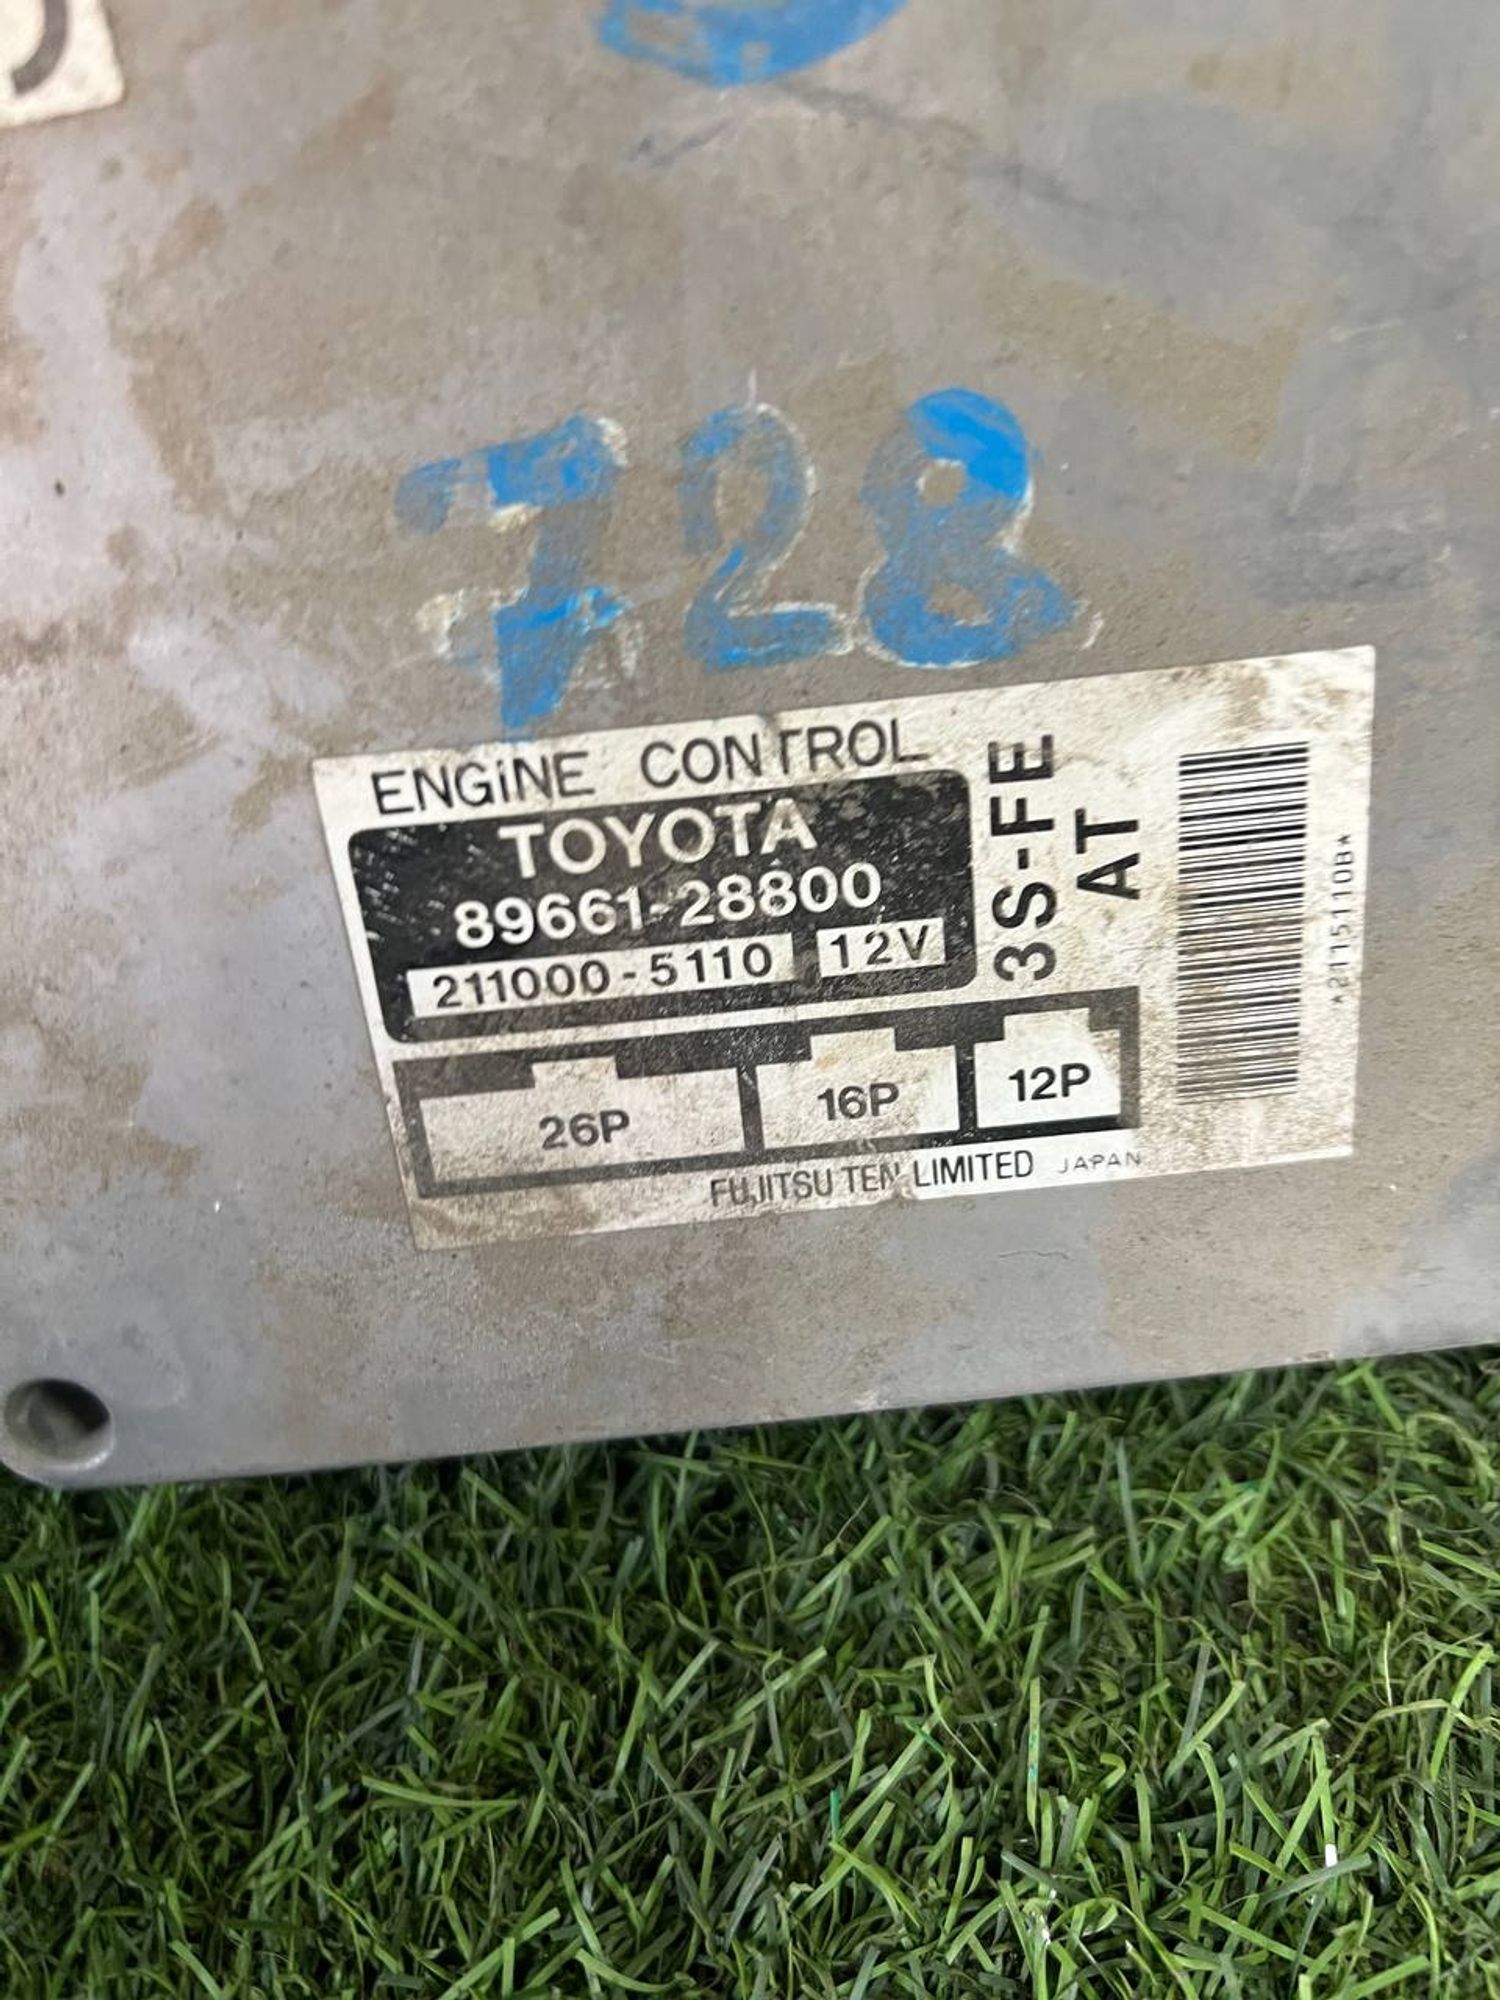 728
ENGINE CONTROL
TOYOTA
89661-28800
211000-5110 12V
3S-FE
AT
26P 16P 12P
FUJITSU TEN LIMITED JAPAN
*2115110B*